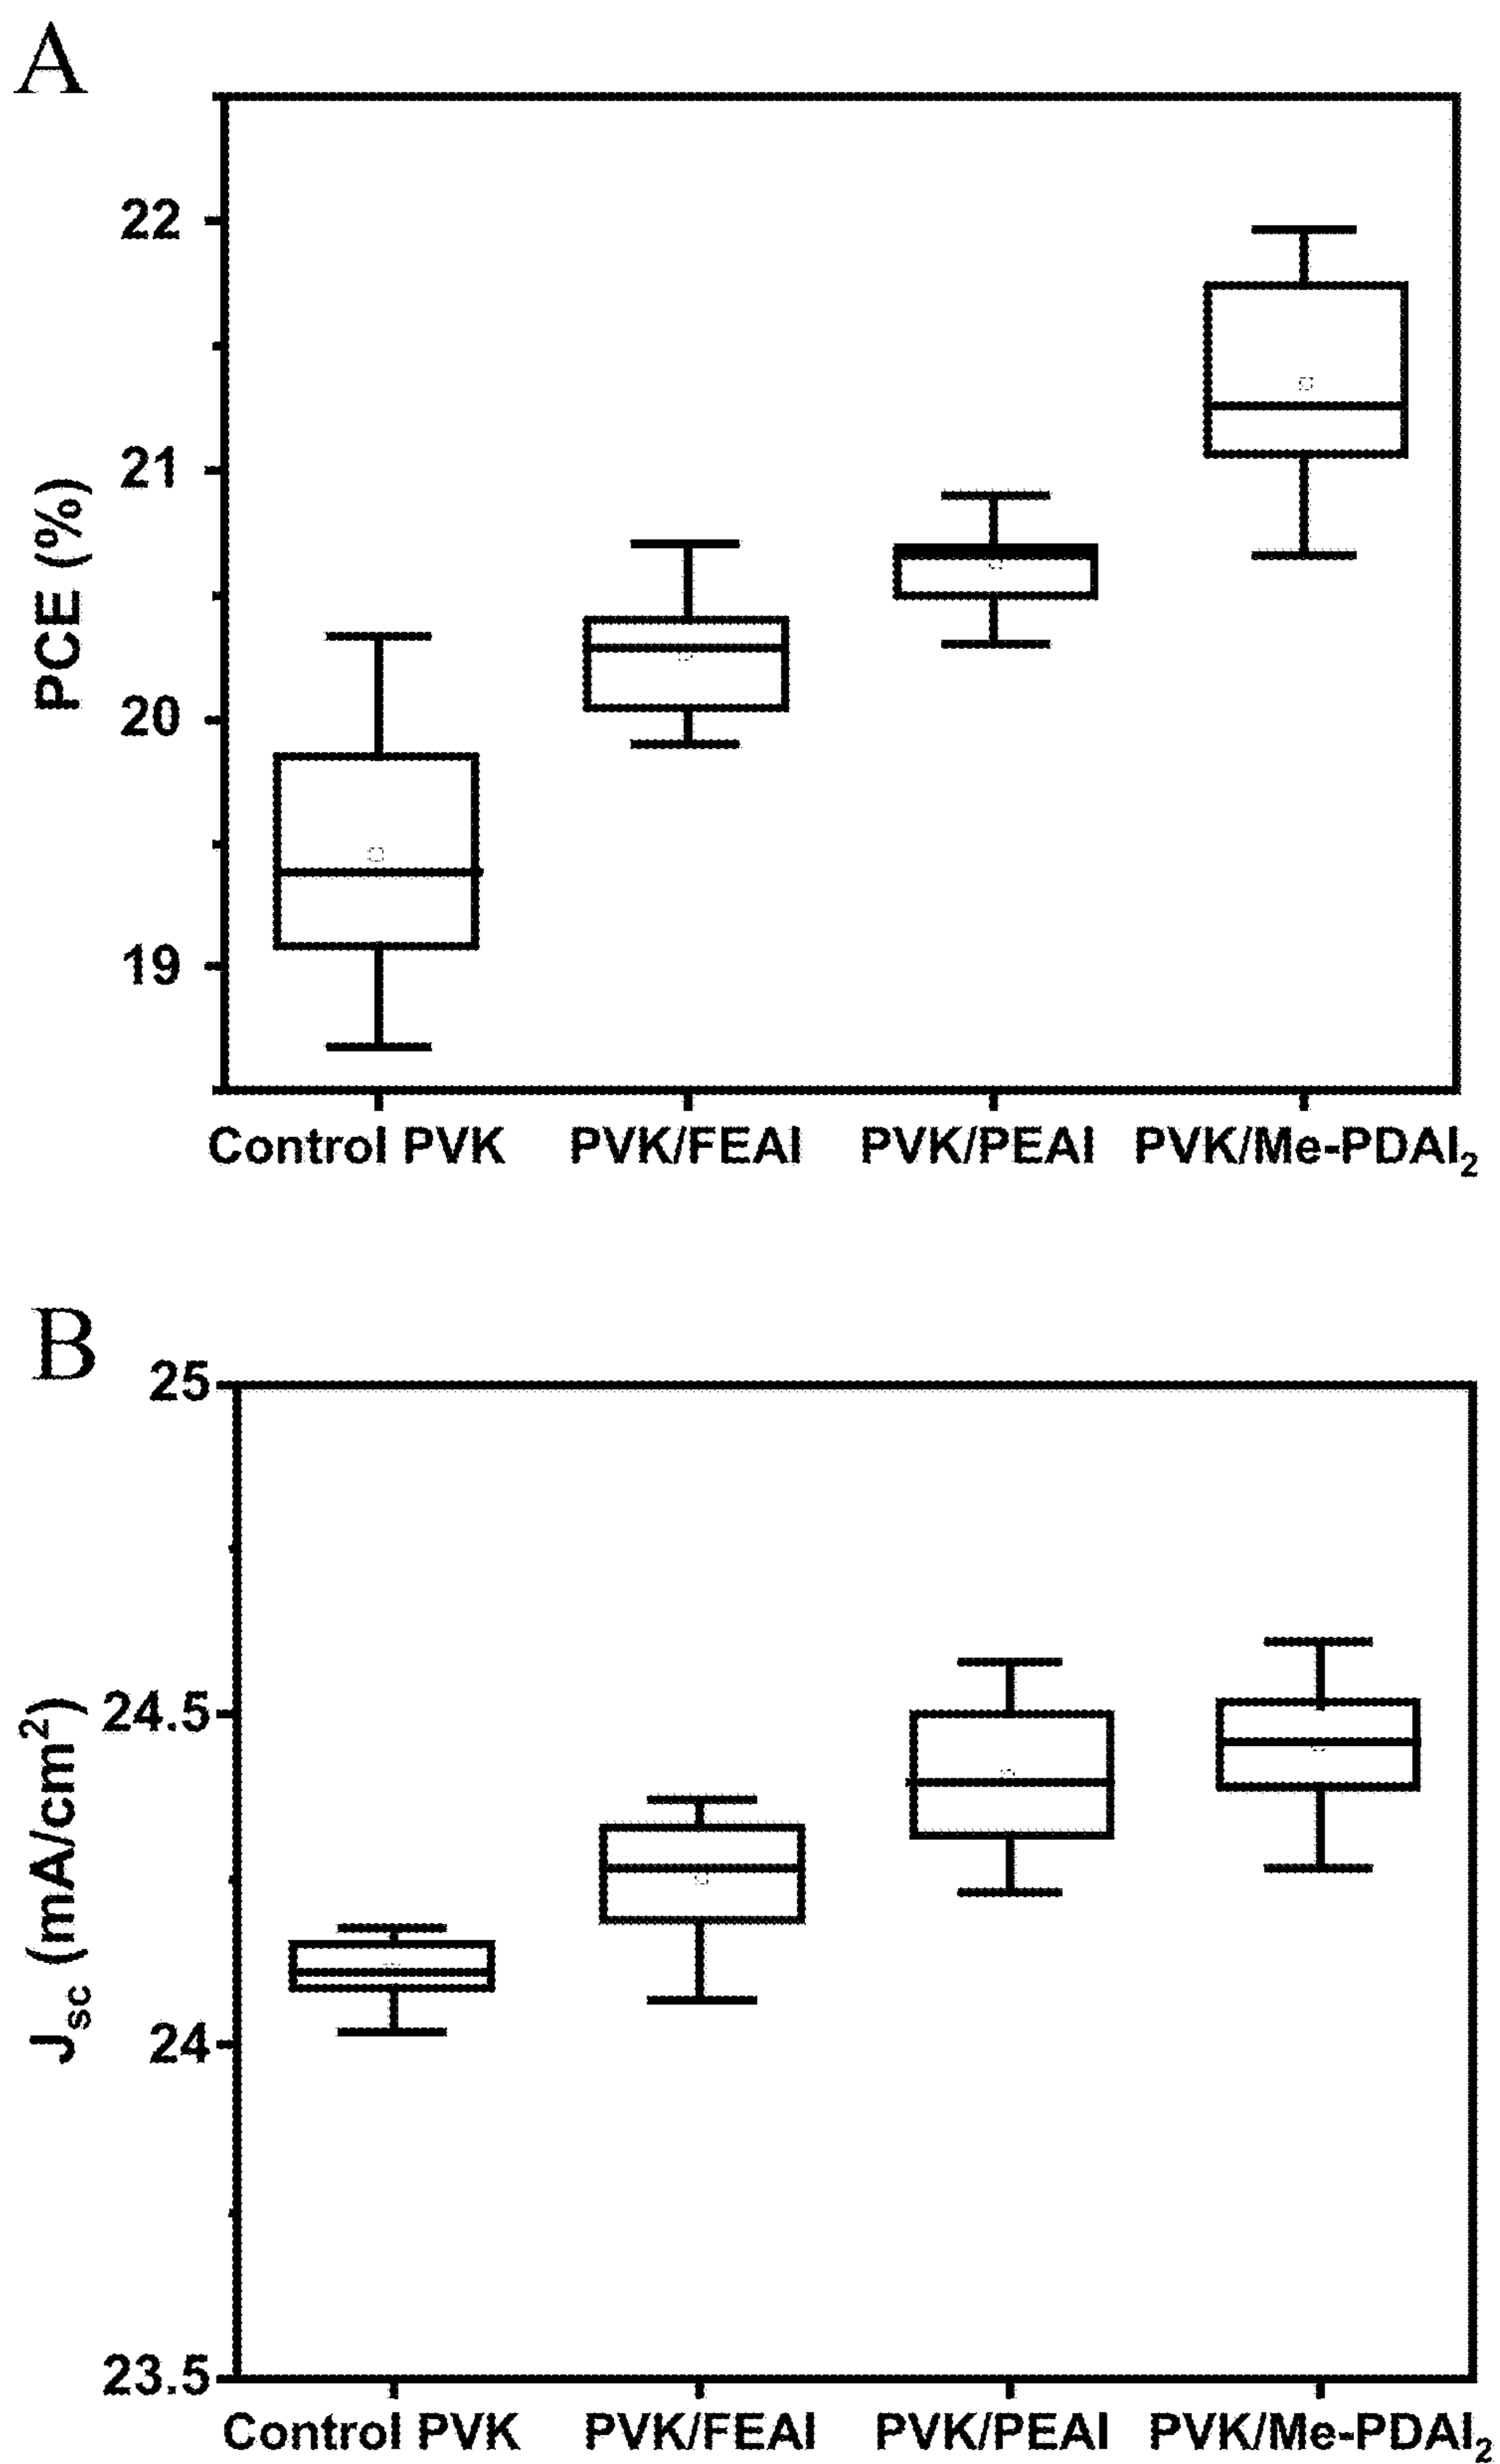 A
22
21
20
19
PCE (%)
Control PVK PVK/FEAI PVK/PEAI PVK/Me-PDAI₂
B
25
24.5
24
23.5
Jsc (mA/cm²)
Control PVK PVK/FEAI PVK/PEAI PVK/Me-PDAI₂